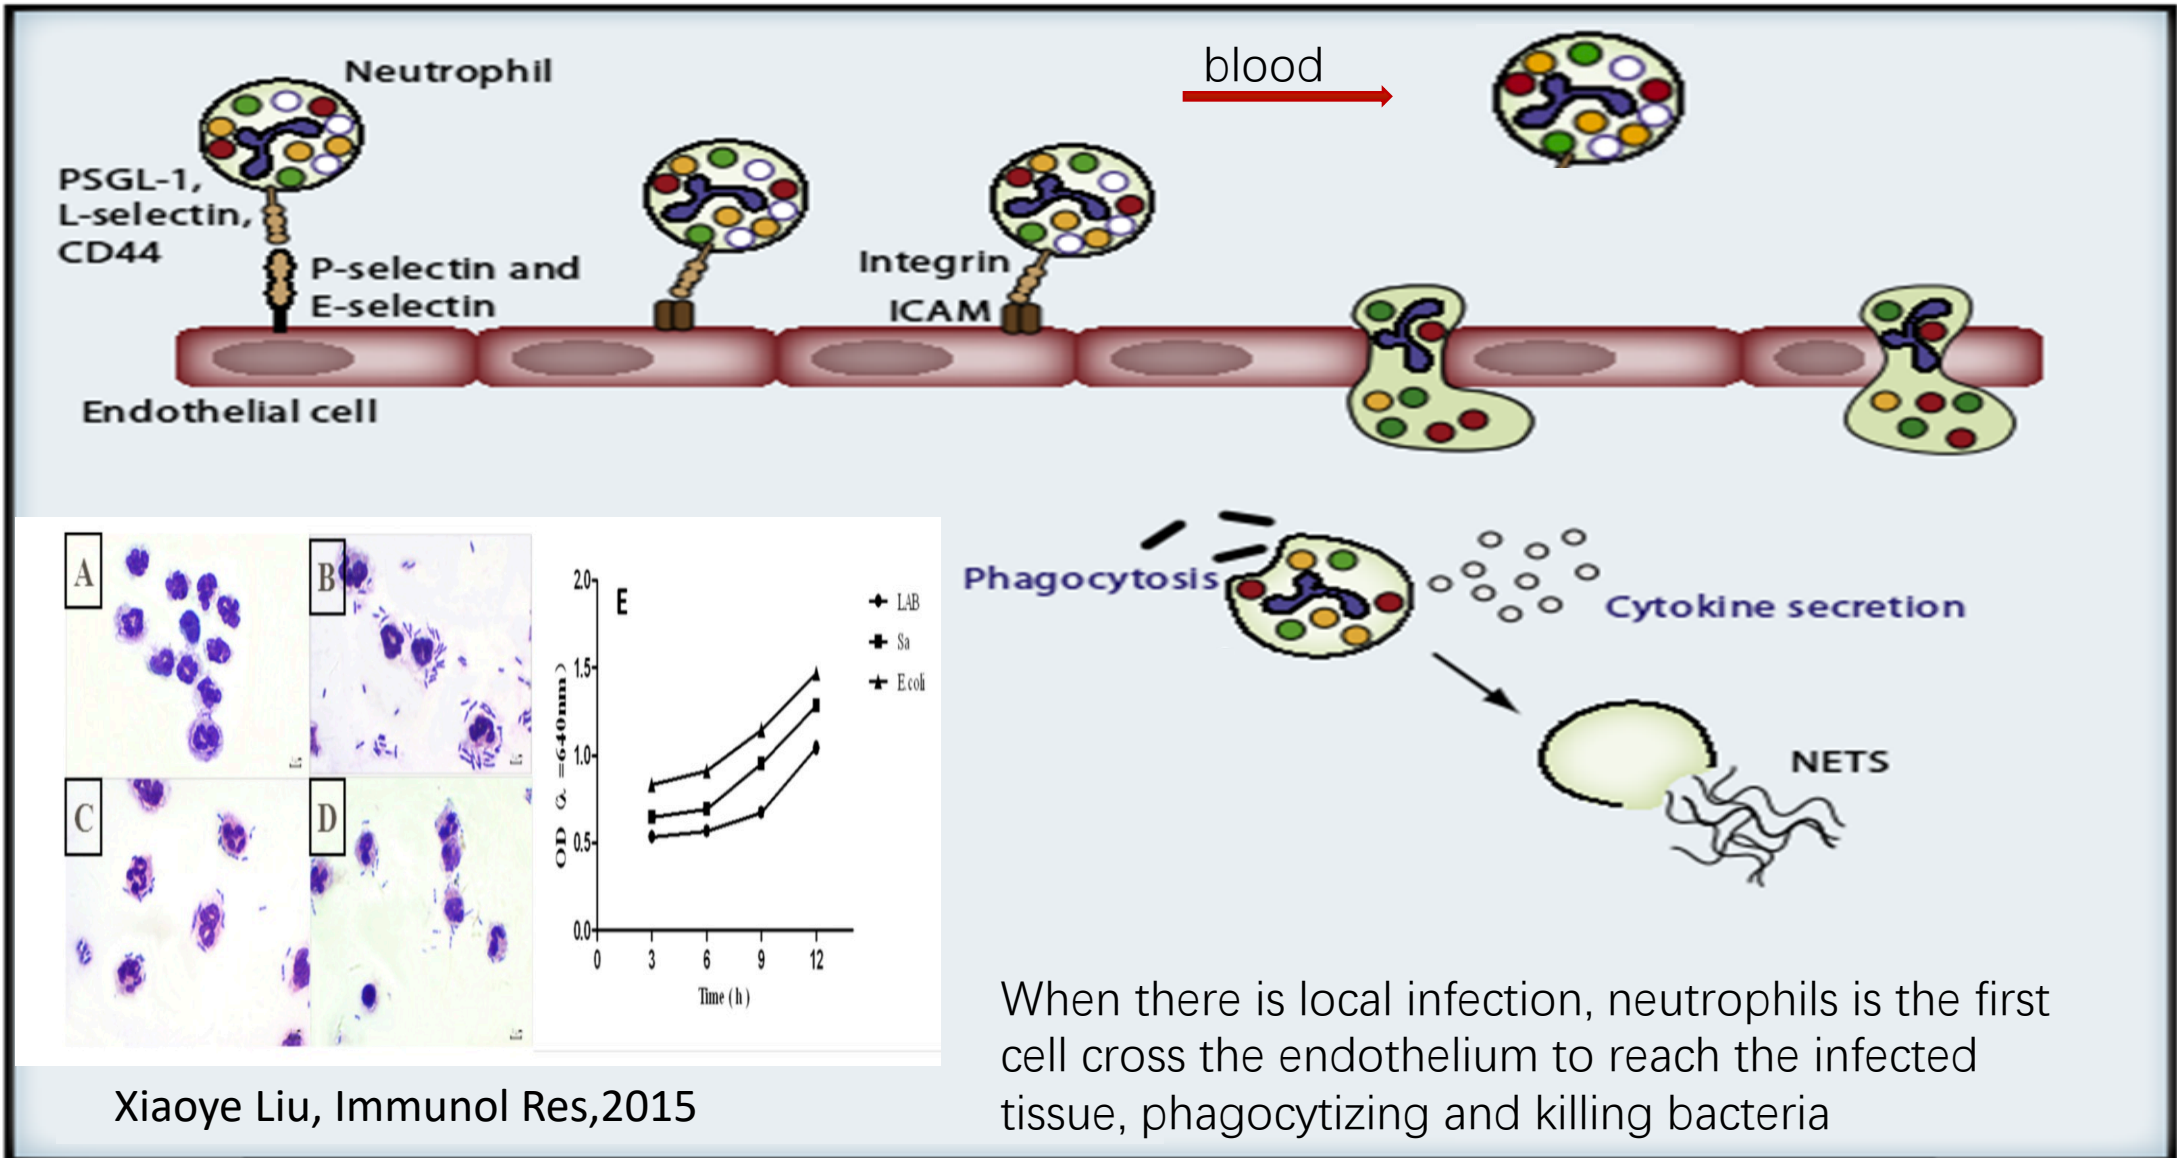 Neutrophil
blood
PSGL-1,
L-selectin,
CD44
P-selectin and
E-selectin
Integrin
ICAM
Endothelial cell
A
B
C
D
E
2.0
1.5
1.0
0.5
0.0
0 3 6 9 12
Time ( h )
LAB
Sa
E.coli
Phagocytosis
Cytokine secretion
NETS
When there is local infection, neutrophils is the first
cell cross the endothelium to reach the infected
tissue, phagocytizing and killing bacteria
Xiaoye Liu, Immunol Res,2015